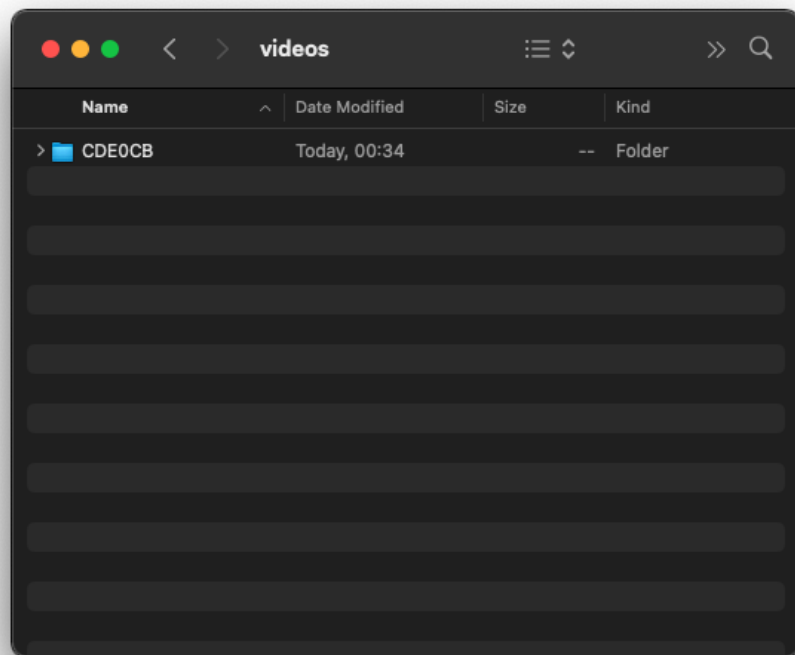 videos
Name Date Modified Size Kind
CDE0CB Today, 00:34 -- Folder